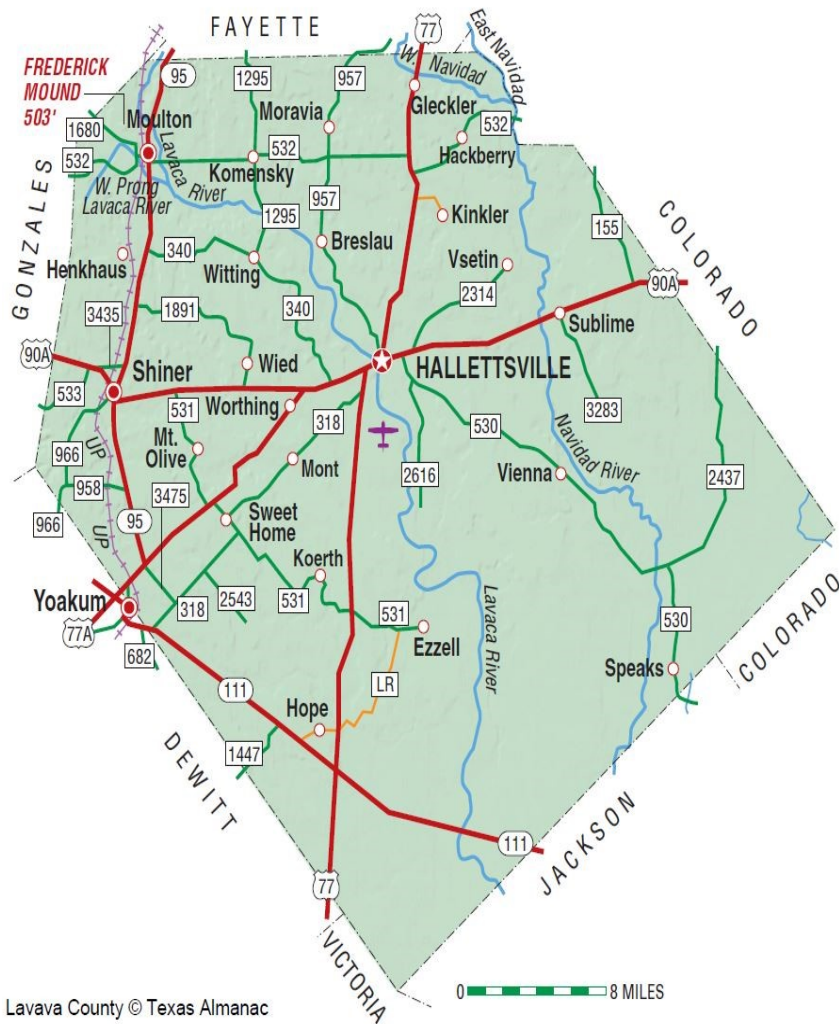 FAYETTE
77
East Navidad
W. Navidad
FREDERICK
MOUND
503'
95
1295
957
Moravia
Gleckler
Moulton
1680
532
532
532
Hackberry
Komensky
Lavaca River
W. Prong
Lavaca River
GONZALES
1295
957
Kinkler
155
COLORADO
Breslau
340
Henkhaus
Witting
Vsetin
2314
90A
3435
1891
340
Sublime
90A
Shiner
Wied
HALLETTSVILLE
533
531
Worthing
318
530
3283
Mt.
Olive
UP
966
Mont
2616
Vienna
Navidad River
2437
958
3475
966
95
UP
Sweet
Home
Koerth
Yoakum
318
2543
531
531
Lavaca River
Ezzell
530
COLORADO
77A
682
Speaks
111
LR
Hope
DEWITT
1447
JACKSON
111
77
VICTORIA
0 8 MILES
Lavava County © Texas Almanac